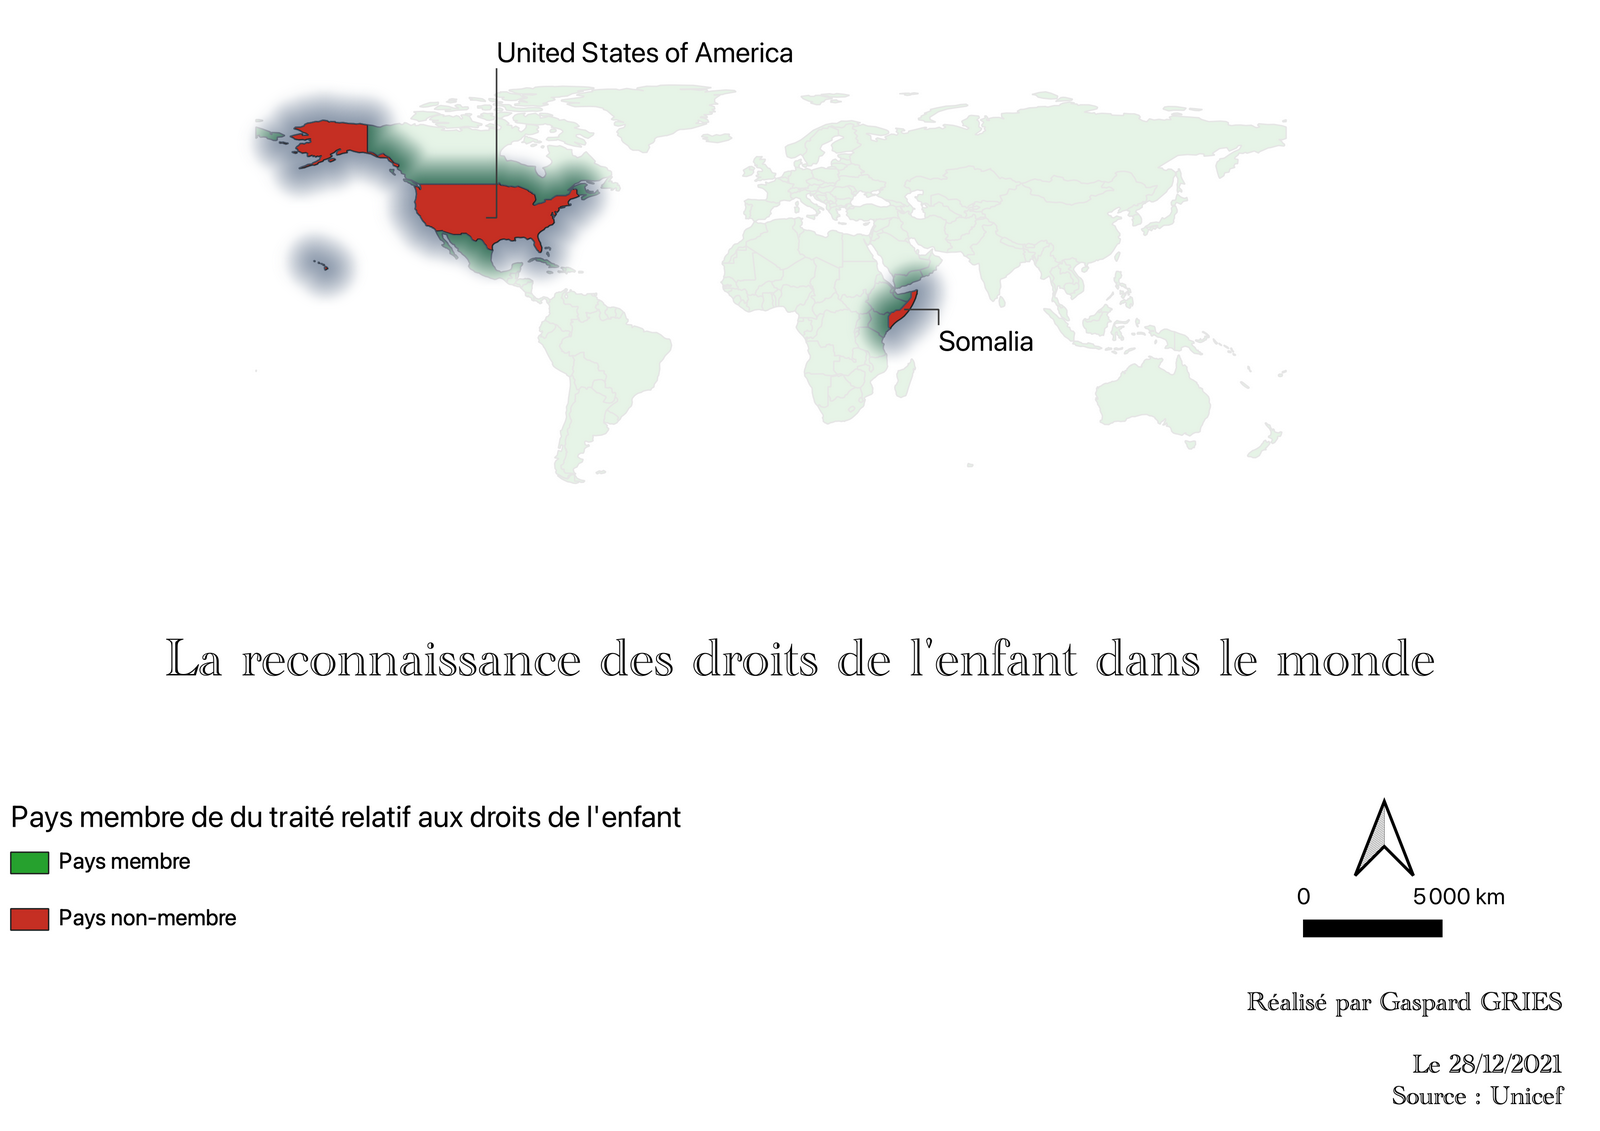 United States of America
Somalia
La reconnaissance des droits de l'enfant dans le monde
Pays membre de du traité relatif aux droits de l'enfant
Pays membre
Pays non-membre
0 5 000 km
Réalisé par Gaspard GRIES
Le 28/12/2021
Source : Unicef